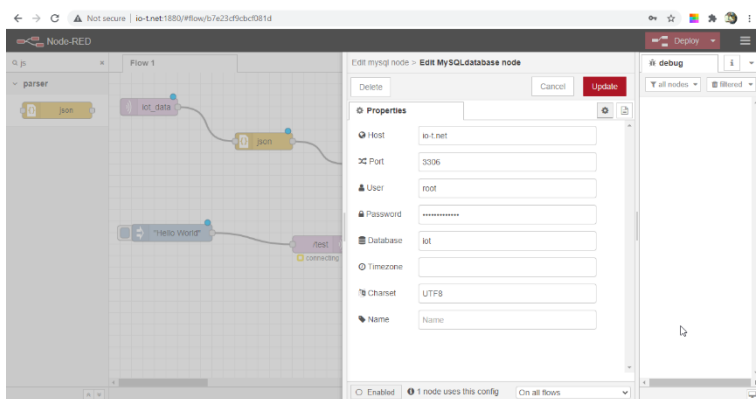 Not secure | io-t.net:1880/#flow/b7e23cf9cbcf081d
Node-RED
Deploy
js
Flow 1
Edit mysql node > Edit MySQLdatabase node
debug
i
parser
Delete
Cancel
Update
all nodes
filtered
json
iot_data
Properties
Host
io-t.net
json
Port
3306
User
root
Password
•••••••••••••
"Hello World"
/test
Database
iot
connecting
Timezone
Charset
UTF8
Name
Name
Enabled
1 node uses this config
On all flows